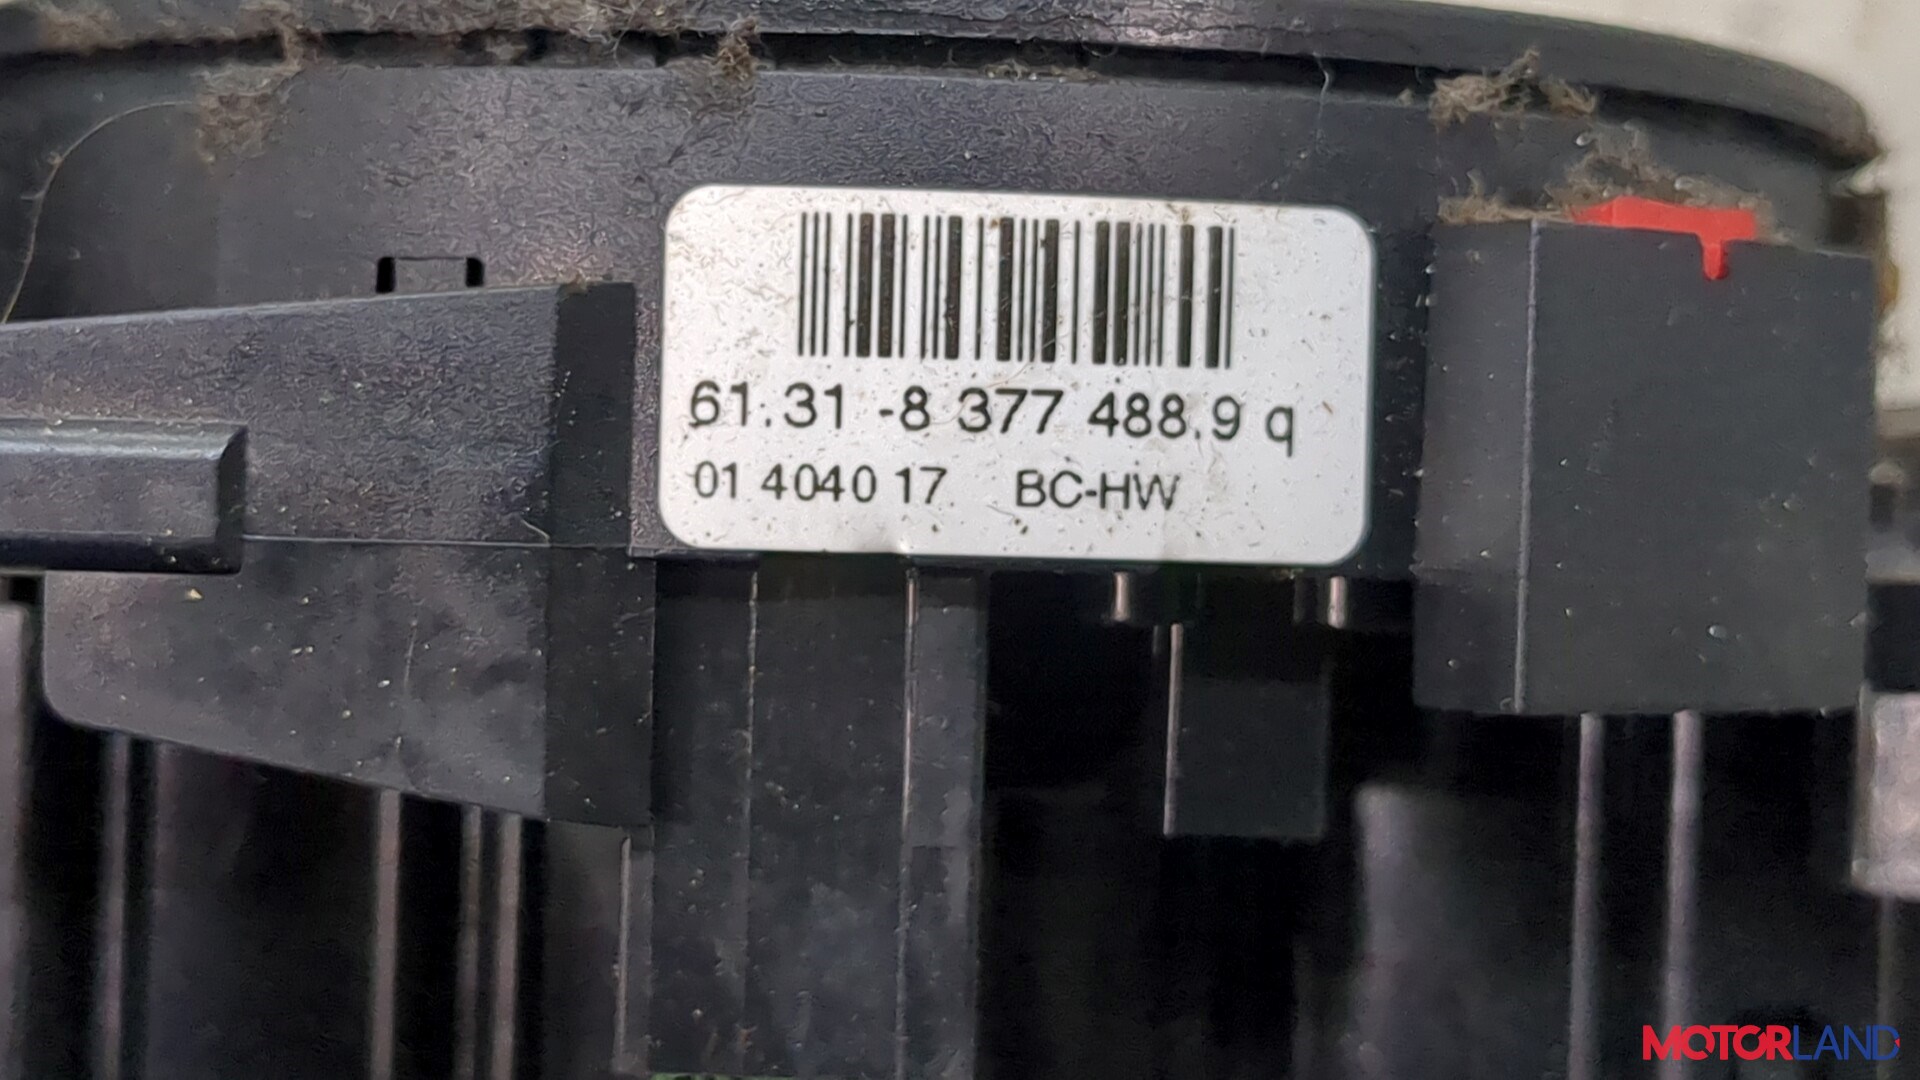 61.31 -8 377 488.9 q
01 4040 17 BC-HW
MOTORLAND